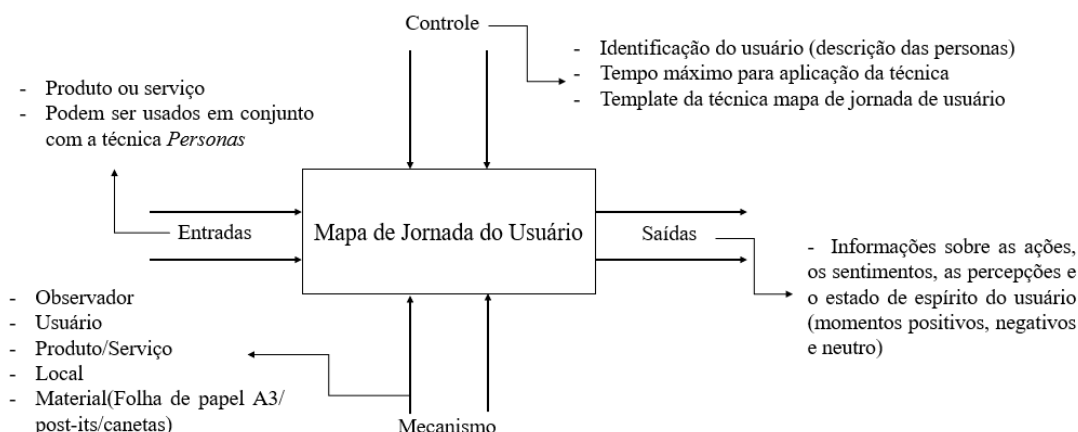 Controle
- Identificação do usuário (descrição das personas)
- Tempo máximo para aplicação da técnica
- Template da técnica mapa de jornada de usuário
- Produto ou serviço
- Podem ser usados em conjunto
com a técnica Personas
Entradas
Mapa de Jornada do Usuário
Saídas
- Informações sobre as ações,
os sentimentos, as percepções e
o estado de espírito do usuário
(momentos positivos, negativos
e neutro)
- Observador
- Usuário
- Produto/Serviço
- Local
- Material(Folha de papel A3/
post-its/canetas)
Mecanismo